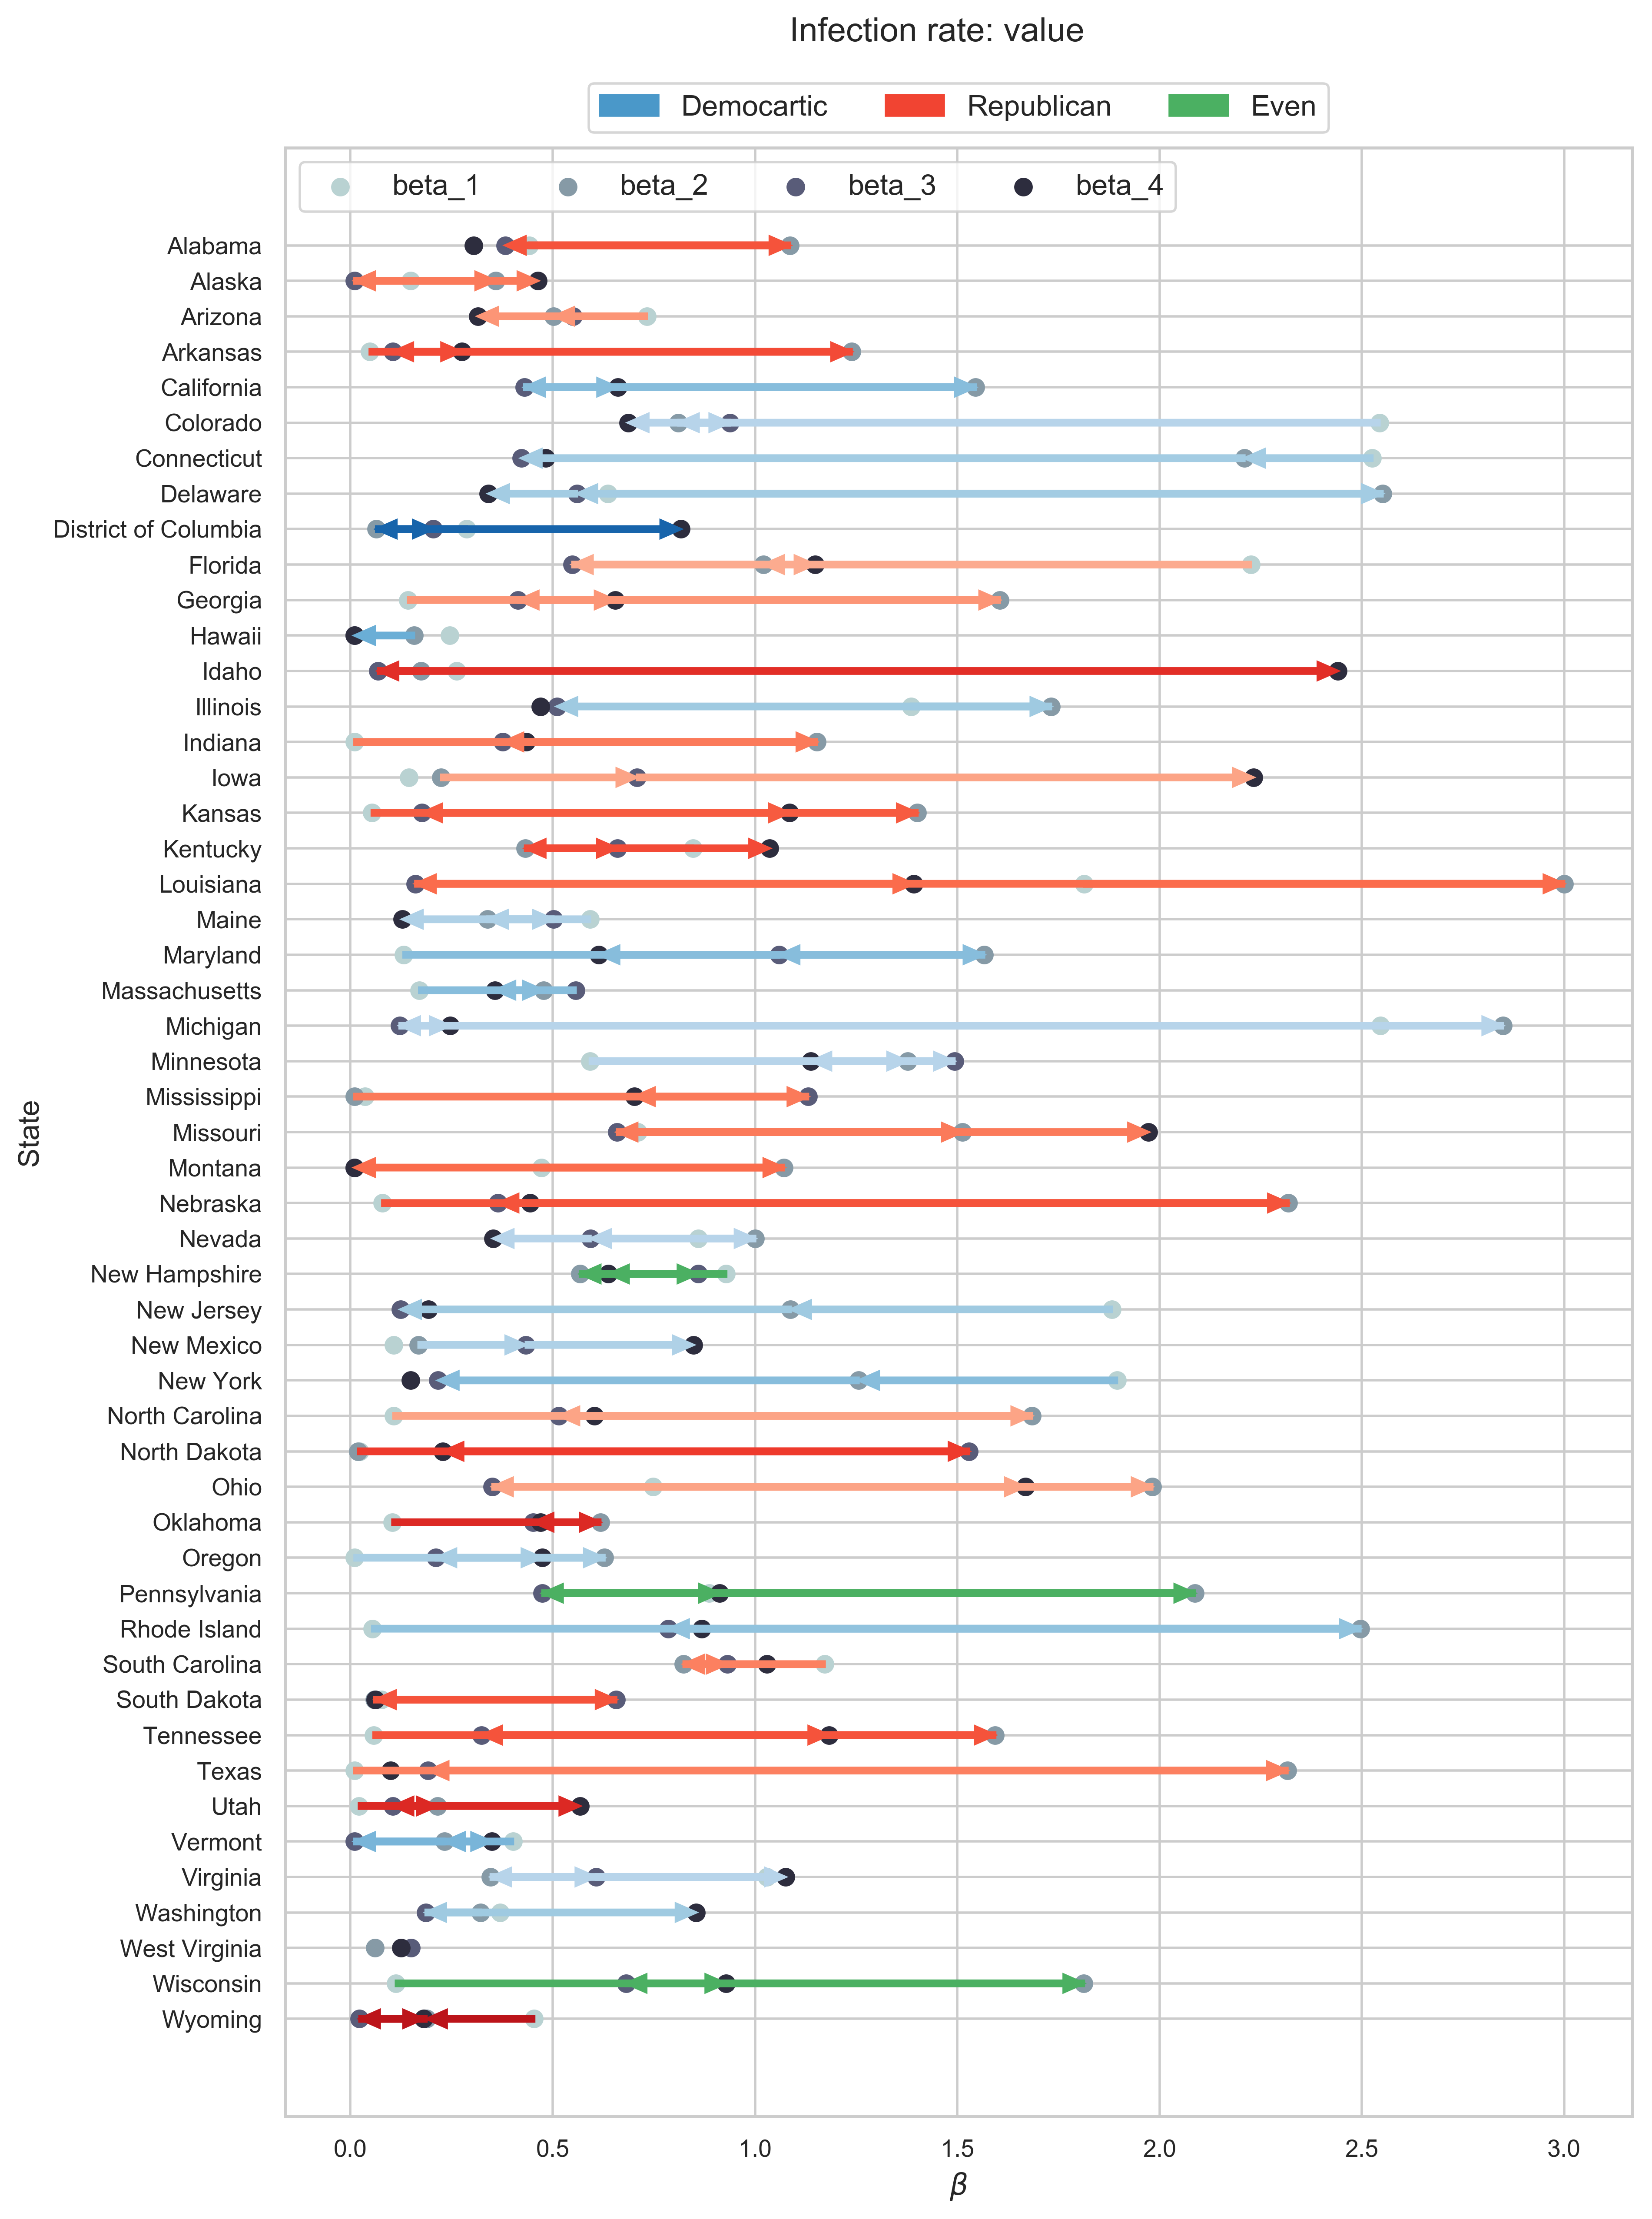 Infection rate: value
Democartic Republican Even
beta_1 beta_2 beta_3 beta_4
Alabama
Alaska
Arizona
Arkansas
California
Colorado
Connecticut
Delaware
District of Columbia
Florida
Georgia
Hawaii
Idaho
Illinois
Indiana
Iowa
Kansas
Kentucky
Louisiana
Maine
Maryland
Massachusetts
Michigan
Minnesota
Mississippi
Missouri
Montana
Nebraska
Nevada
New Hampshire
New Jersey
New Mexico
New York
North Carolina
North Dakota
Ohio
Oklahoma
Oregon
Pennsylvania
Rhode Island
South Carolina
South Dakota
Tennessee
Texas
Utah
Vermont
Virginia
Washington
West Virginia
Wisconsin
Wyoming
State
0.0 0.5 1.0 1.5 2.0 2.5 3.0
β